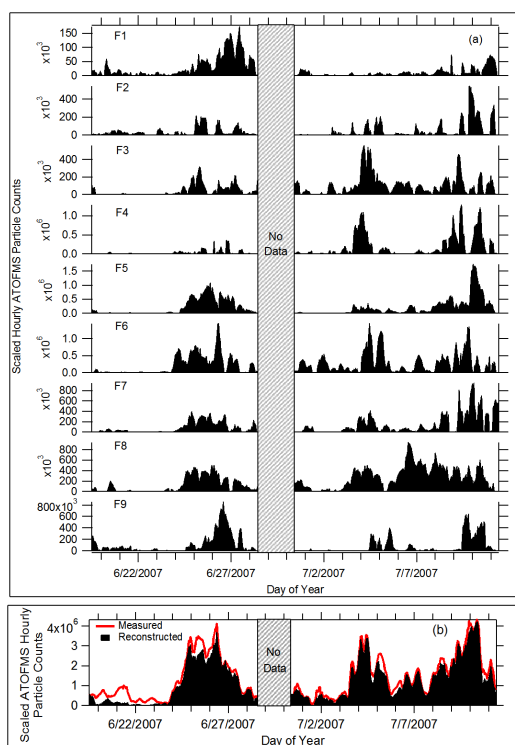 (a)
Scaled Hourly ATOFMS Particle Counts
F1
x10³
150
100
50
0
F2
x10³
400
200
0
F3
x10³
400
200
0
F4
x10⁶
1.0
0.5
0.0
F5
x10⁶
1.5
1.0
0.5
0.0
F6
x10⁶
1.0
0.5
0.0
F7
x10³
800
600
400
200
0
F8
x10³
800
600
400
200
0
F9
800x10³
600
400
200
0
No
Data
6/22/2007 6/27/2007 7/2/2007 7/7/2007
Day of Year
(b)
Scaled ATOFMS Hourly
Particle Counts
4x10⁶
3
2
1
0
Measured
Reconstructed
No
Data
6/22/2007 6/27/2007 7/2/2007 7/7/2007
Day of Year